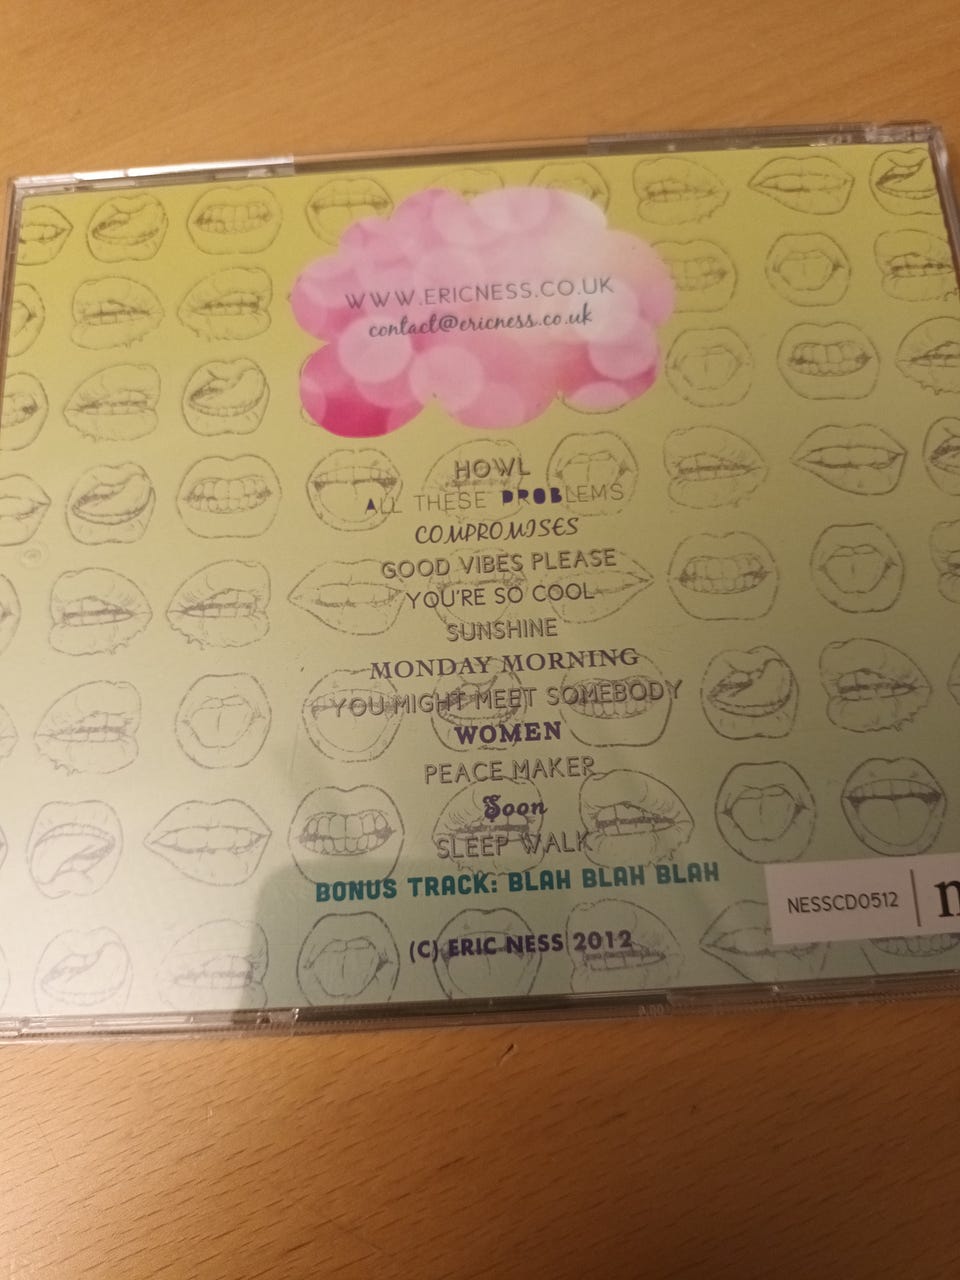 WWW.ERICNESS.CO.UK
contact@ericness.co.uk
HOWL
ALL THESE PROBLEMS
COMPROMISES
GOOD VIBES PLEASE
YOU'RE SO COOL
SUNSHINE
MONDAY MORNING
YOU MIGHT MEET SOMEBODY
WOMEN
PEACE MAKER
Soon
SLEEP WALK
BONUS TRACK: BLAH BLAH BLAH
NESSCD0512
(C) ERIC NESS 2012